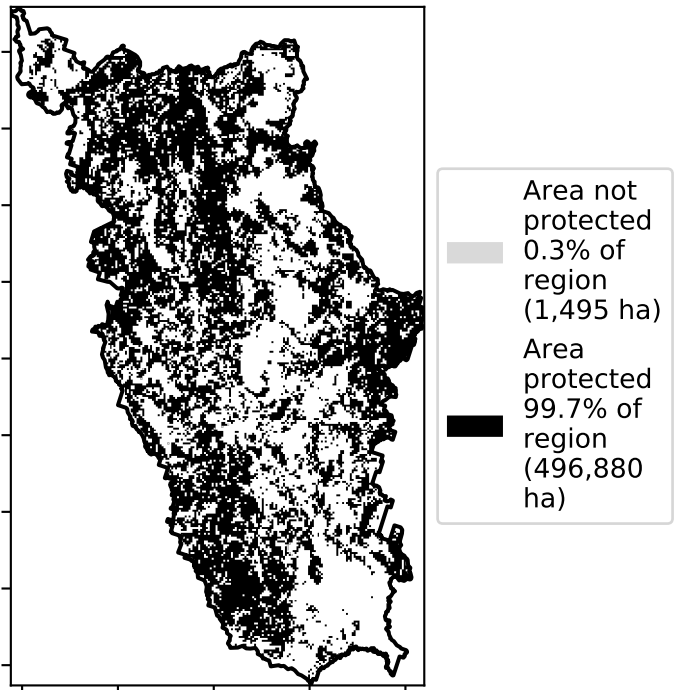 Area not
protected
0.3% of
region
(1,495 ha)
Area
protected
99.7% of
region
(496,880
ha)